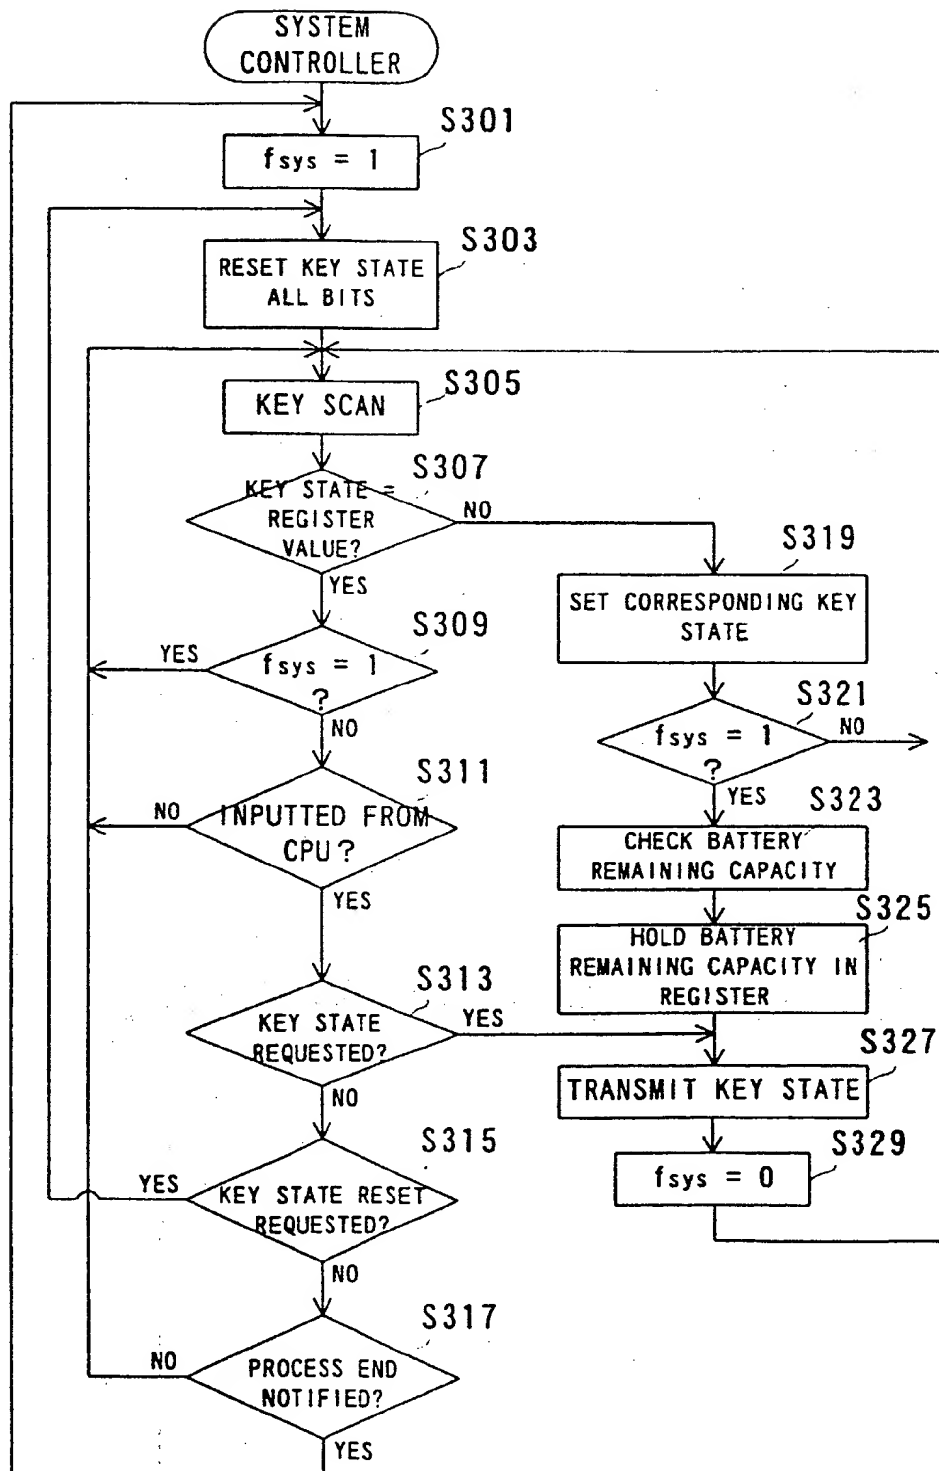 SYSTEM
CONTROLLER
S301
fsys = 1
S303
RESET KEY STATE
ALL BITS
S305
KEY SCAN
S307
KEY STATE =
REGISTER
VALUE?
NO
YES
S309
YES
fsys = 1
?
NO
S311
NO
INPUTTED FROM
CPU?
YES
S313
KEY STATE
REQUESTED?
YES
NO
S315
YES
KEY STATE RESET
REQUESTED?
NO
S317
NO
PROCESS END
NOTIFIED?
YES
S319
SET CORRESPONDING KEY
STATE
S321
fsys = 1
?
NO
YES
S323
CHECK BATTERY
REMAINING CAPACITY
S325
HOLD BATTERY
REMAINING CAPACITY IN
REGISTER
S327
TRANSMIT KEY STATE
S329
fsys = 0